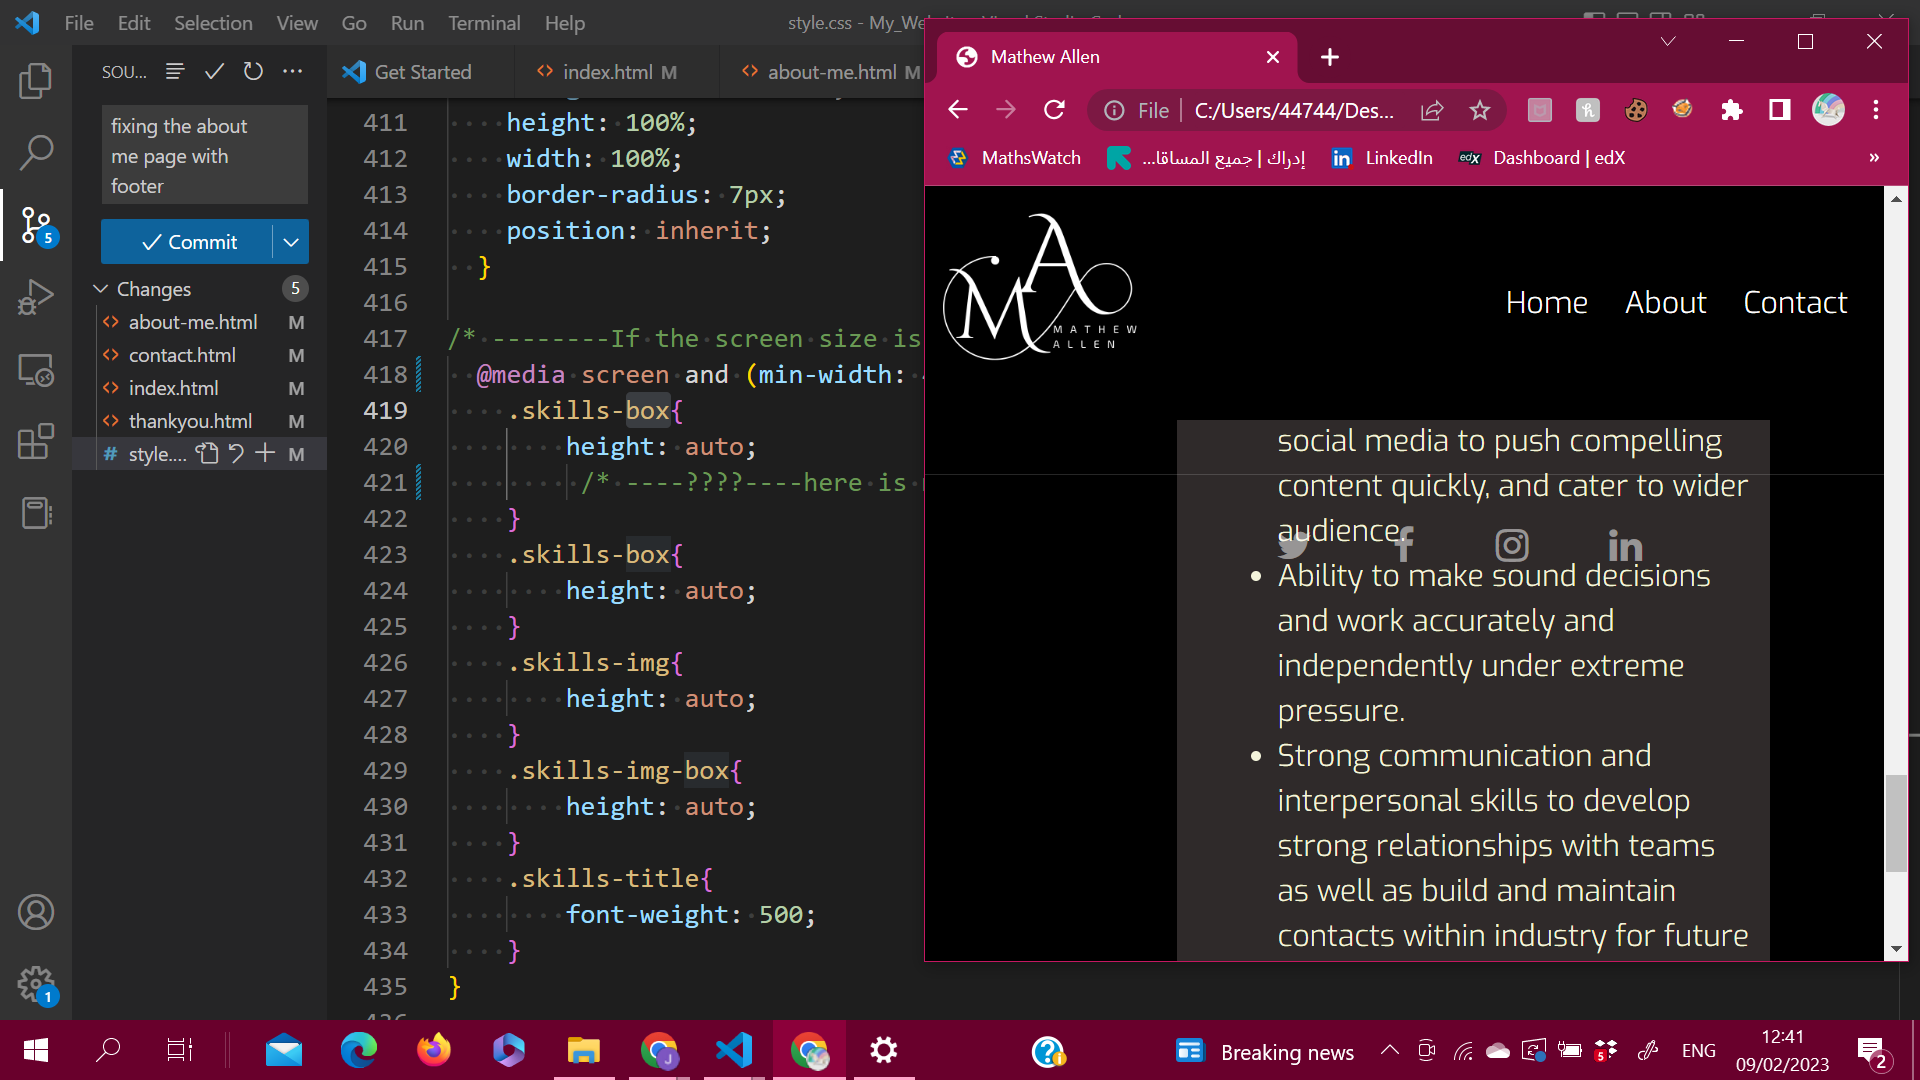 File Edit Selection View Go Run Terminal Help
style.css - My_We
SOU...
Get Started
index.html M
about-me.html M
fixing the about
me page with
footer
Commit
5
Changes 5
about-me.html M
contact.html M
index.html M
thankyou.html M
# style.... M
1
411 height: 100%;
412 width: 100%;
413 border-radius: 7px;
414 position: inherit;
415 }
416
417 /* --------If the screen size is
418 @media screen and (min-width:
419 .skills-box{
420 height: auto;
421 /* ----????----here is
422 }
423 .skills-box{
424 height: auto;
425 }
426 .skills-img{
427 height: auto;
428 }
429 .skills-img-box{
430 height: auto;
431 }
432 .skills-title{
433 font-weight: 500;
434 }
435 }
Mathew Allen
File C:/Users/44744/Des...
MathsWatch
إدراك | جميع المساقا...
LinkedIn
edX Dashboard | edX
»
MA
MATHEW
ALLEN
Home About Contact
social media to push compelling
content quickly, and cater to wider
audience.
• Ability to make sound decisions
and work accurately and
independently under extreme
pressure.
• Strong communication and
interpersonal skills to develop
strong relationships with teams
as well as build and maintain
contacts within industry for future
J
Breaking news
5
ENG
12:41
09/02/2023
2